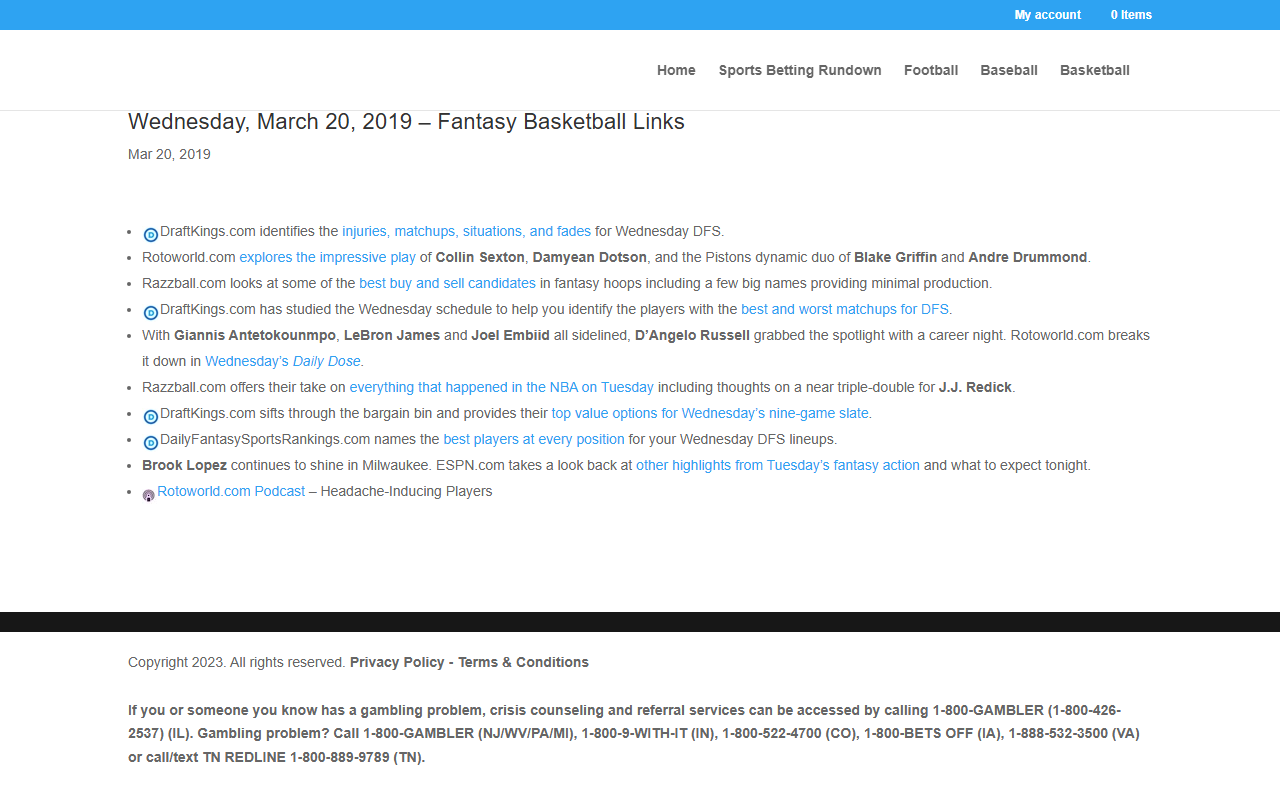 My account 0 Items
Home Sports Betting Rundown Football Baseball Basketball
Wednesday, March 20, 2019 – Fantasy Basketball Links
Mar 20, 2019
DraftKings.com identifies the injuries, matchups, situations, and fades for Wednesday DFS.
Rotoworld.com explores the impressive play of Collin Sexton, Damyean Dotson, and the Pistons dynamic duo of Blake Griffin and Andre Drummond.
Razzball.com looks at some of the best buy and sell candidates in fantasy hoops including a few big names providing minimal production.
DraftKings.com has studied the Wednesday schedule to help you identify the players with the best and worst matchups for DFS.
With Giannis Antetokounmpo, LeBron James and Joel Embiid all sidelined, D’Angelo Russell grabbed the spotlight with a career night. Rotoworld.com breaks
it down in Wednesday’s Daily Dose.
Razzball.com offers their take on everything that happened in the NBA on Tuesday including thoughts on a near triple-double for J.J. Redick.
DraftKings.com sifts through the bargain bin and provides their top value options for Wednesday’s nine-game slate.
DailyFantasySportsRankings.com names the best players at every position for your Wednesday DFS lineups.
Brook Lopez continues to shine in Milwaukee. ESPN.com takes a look back at other highlights from Tuesday’s fantasy action and what to expect tonight.
Rotoworld.com Podcast – Headache-Inducing Players
Copyright 2023. All rights reserved. Privacy Policy - Terms & Conditions
If you or someone you know has a gambling problem, crisis counseling and referral services can be accessed by calling 1-800-GAMBLER (1-800-426-
2537) (IL). Gambling problem? Call 1-800-GAMBLER (NJ/WV/PA/MI), 1-800-9-WITH-IT (IN), 1-800-522-4700 (CO), 1-800-BETS OFF (IA), 1-888-532-3500 (VA)
or call/text TN REDLINE 1-800-889-9789 (TN).